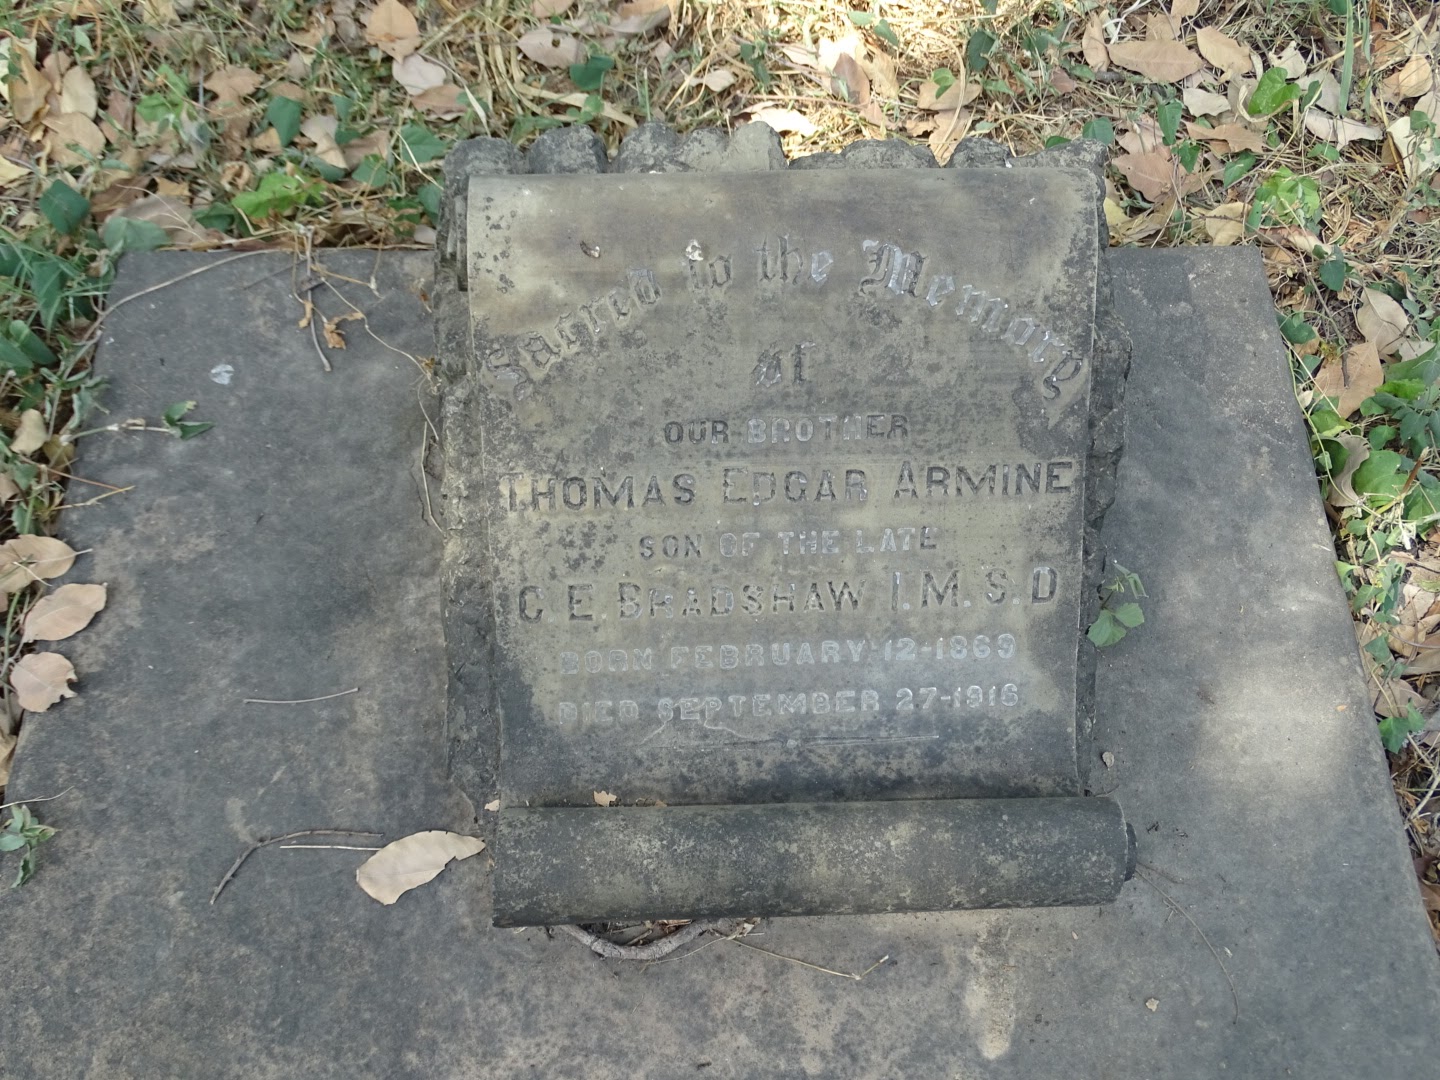 Sacred to the Memory
of
OUR BROTHER
THOMAS EDGAR ARMINE
SON OF THE LATE
C. E. BRADSHAW I. M. S. D
BORN FEBRUARY 12-1869
DIED SEPTEMBER 27-1916